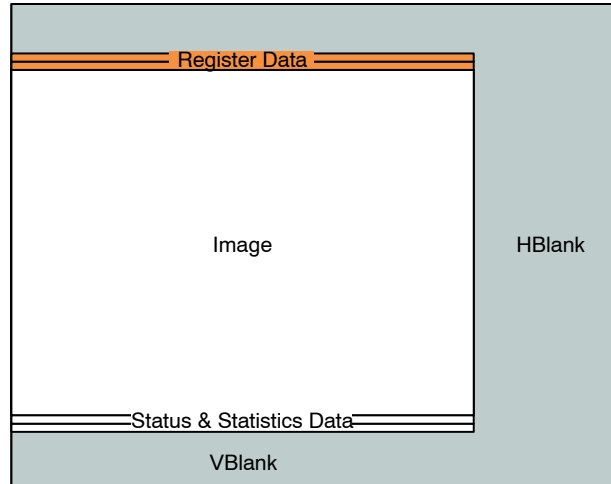 Register Data
Image
HBlank
Status & Statistics Data
VBlank